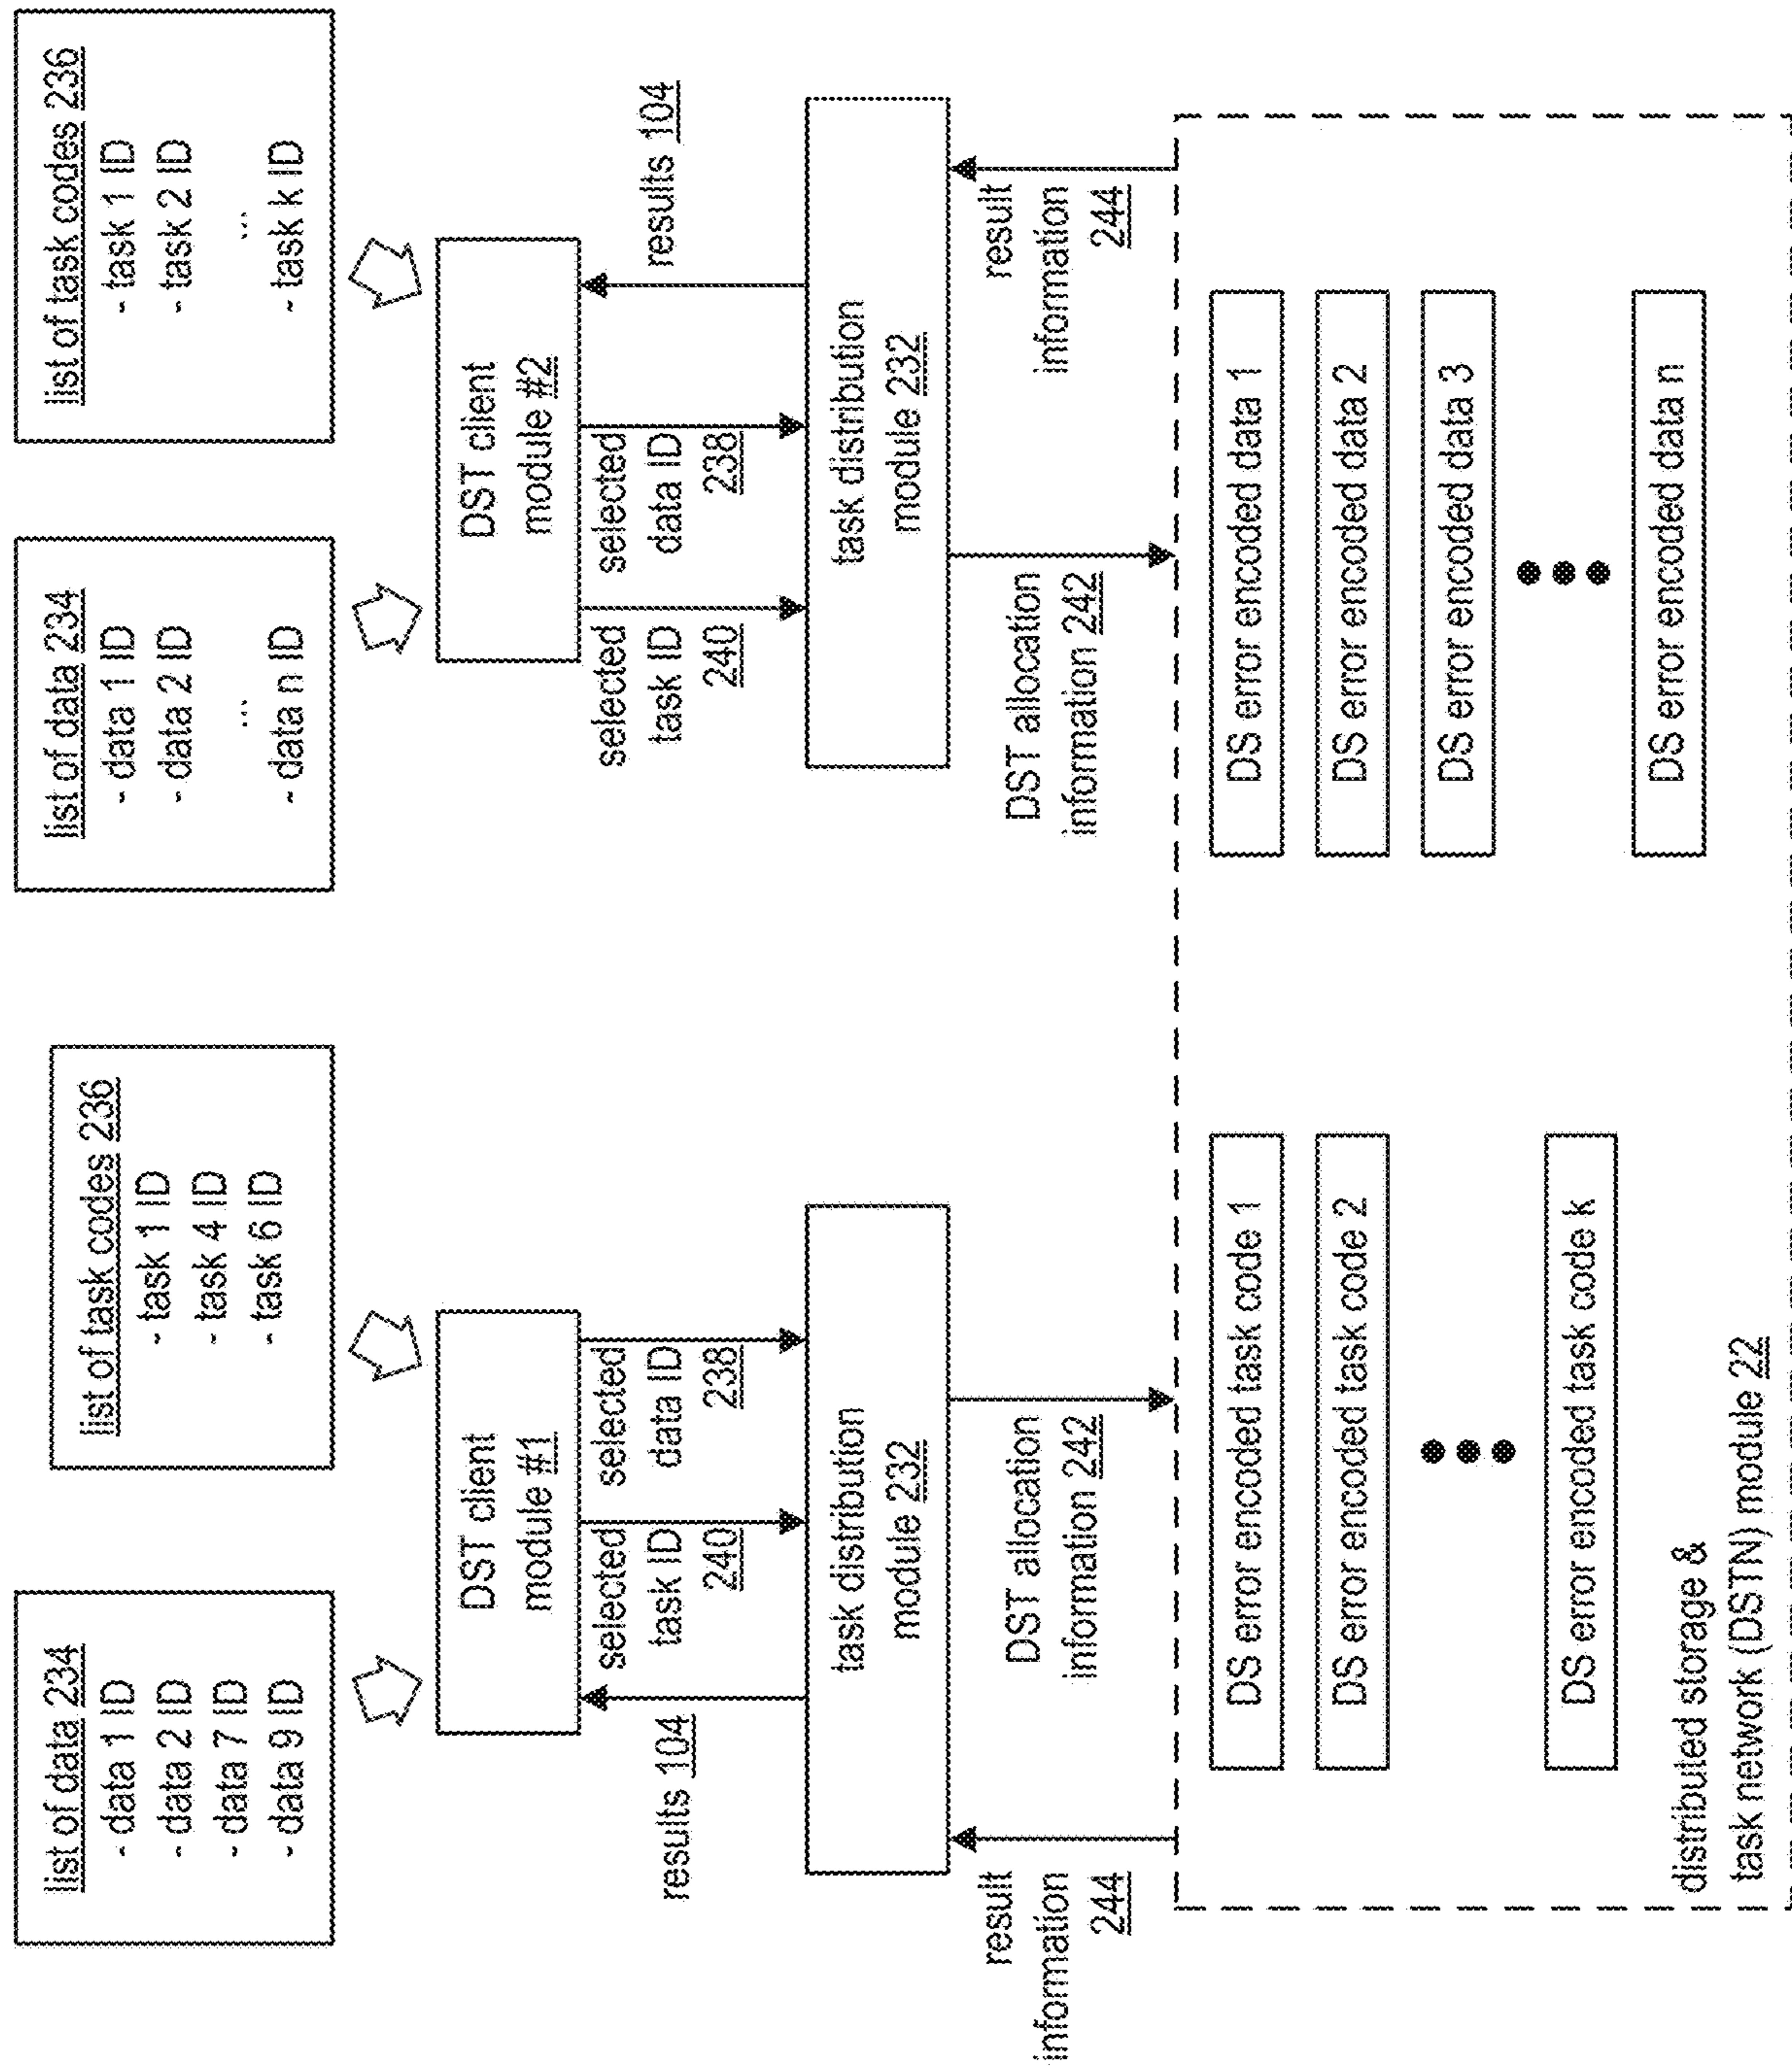 list of data 234
- data 1 ID
- data 2 ID
- data 7 ID
- data 9 ID
list of task codes 236
- task 1 ID
- task 4 ID
- task 6 ID
list of data 234
- data 1 ID
- data 2 ID
...
- data n ID
list of task codes 236
- task 1 ID
- task 2 ID
...
- task k ID
DST client
module #1
DST client
module #2
results 104
selected
task ID
240
selected
data ID
238
selected
task ID
240
selected
data ID
238
results 104
task distribution
module 232
task distribution
module 232
result
information
244
DST allocation
information 242
DST allocation
information 242
result
information
244
DS error encoded task code 1
DS error encoded task code 2
DS error encoded task code k
DS error encoded data 1
DS error encoded data 2
DS error encoded data 3
DS error encoded data n
distributed storage &
task network (DSTN) module 22